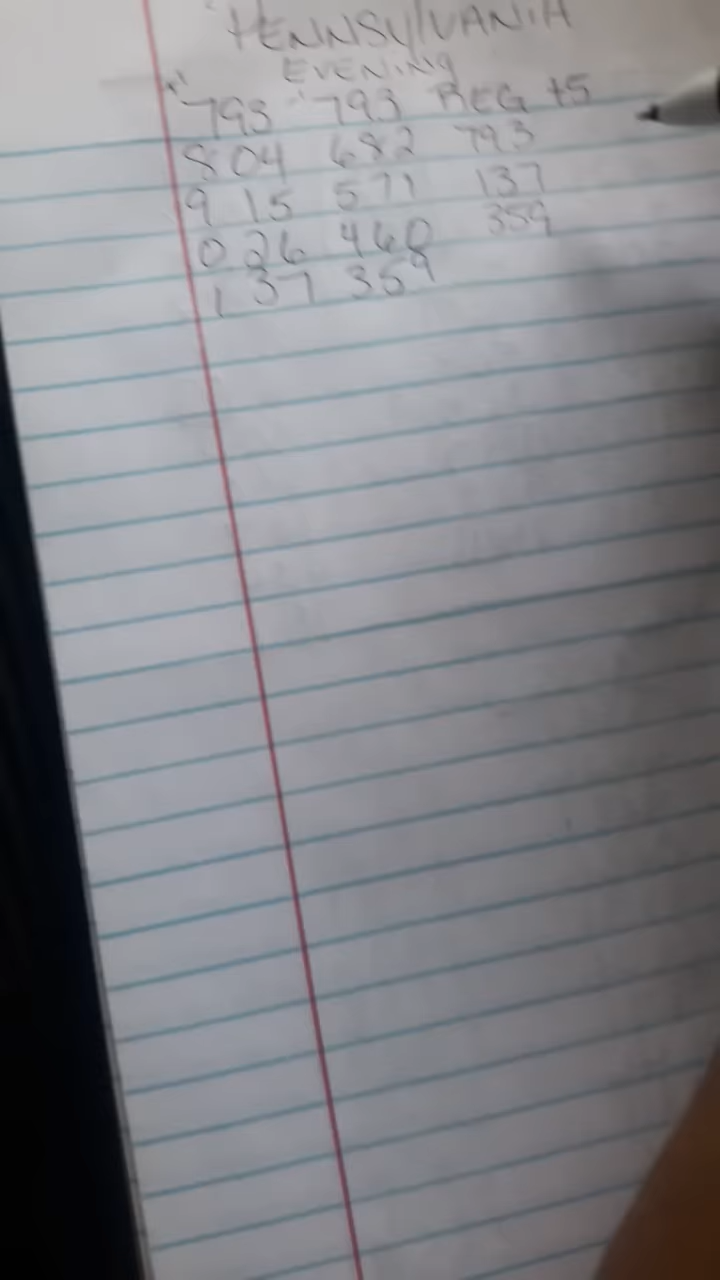 PENNSYlVANiA
EVENING
793 793 REG +5
804 682 793
915 571 137
026 460 359
137 359